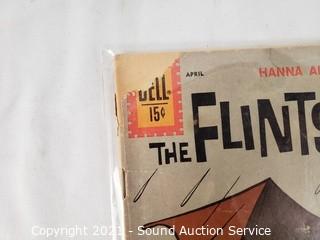 DELL
15¢
APRIL
HANNA
THE FLINTS
Copyright 2021 - Sound Auction Service